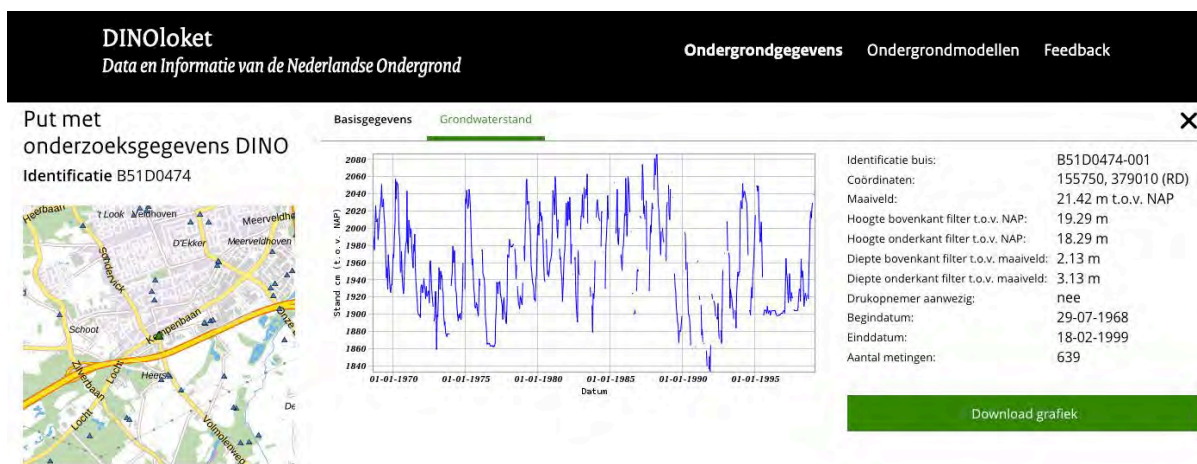 DINOloket
Data en Informatie van de Nederlandse Ondergrond
Ondergrondgegevens Ondergrondmodellen Feedback
Put met
onderzoeksgegevens DINO
Identificatie B51D0474
Basisgegevens Grondwaterstand
Heerbaan
't Look Veldhoven
Meerveldho
D'Ekker
Meerveldhoven
Sondervick
Kempenbaan
Schoot
Zilverbaan
Locht
Heers
Locht
Volmolenweg
De
Onze
Stand cm (t.o.v. NAP)
2080
2060
2040
2020
2000
1980
1960
1940
1920
1900
1880
1860
1840
01-01-1970 01-01-1975 01-01-1980 01-01-1985 01-01-1990 01-01-1995
Datum
Identificatie buis: B51D0474-001
Coördinaten: 155750, 379010 (RD)
Maaiveld: 21.42 m t.o.v. NAP
Hoogte bovenkant filter t.o.v. NAP: 19.29 m
Hoogte onderkant filter t.o.v. NAP: 18.29 m
Diepte bovenkant filter t.o.v. maaiveld: 2.13 m
Diepte onderkant filter t.o.v. maaiveld: 3.13 m
Drukopnemer aanwezig: nee
Begindatum: 29-07-1968
Einddatum: 18-02-1999
Aantal metingen: 639
Download grafiek